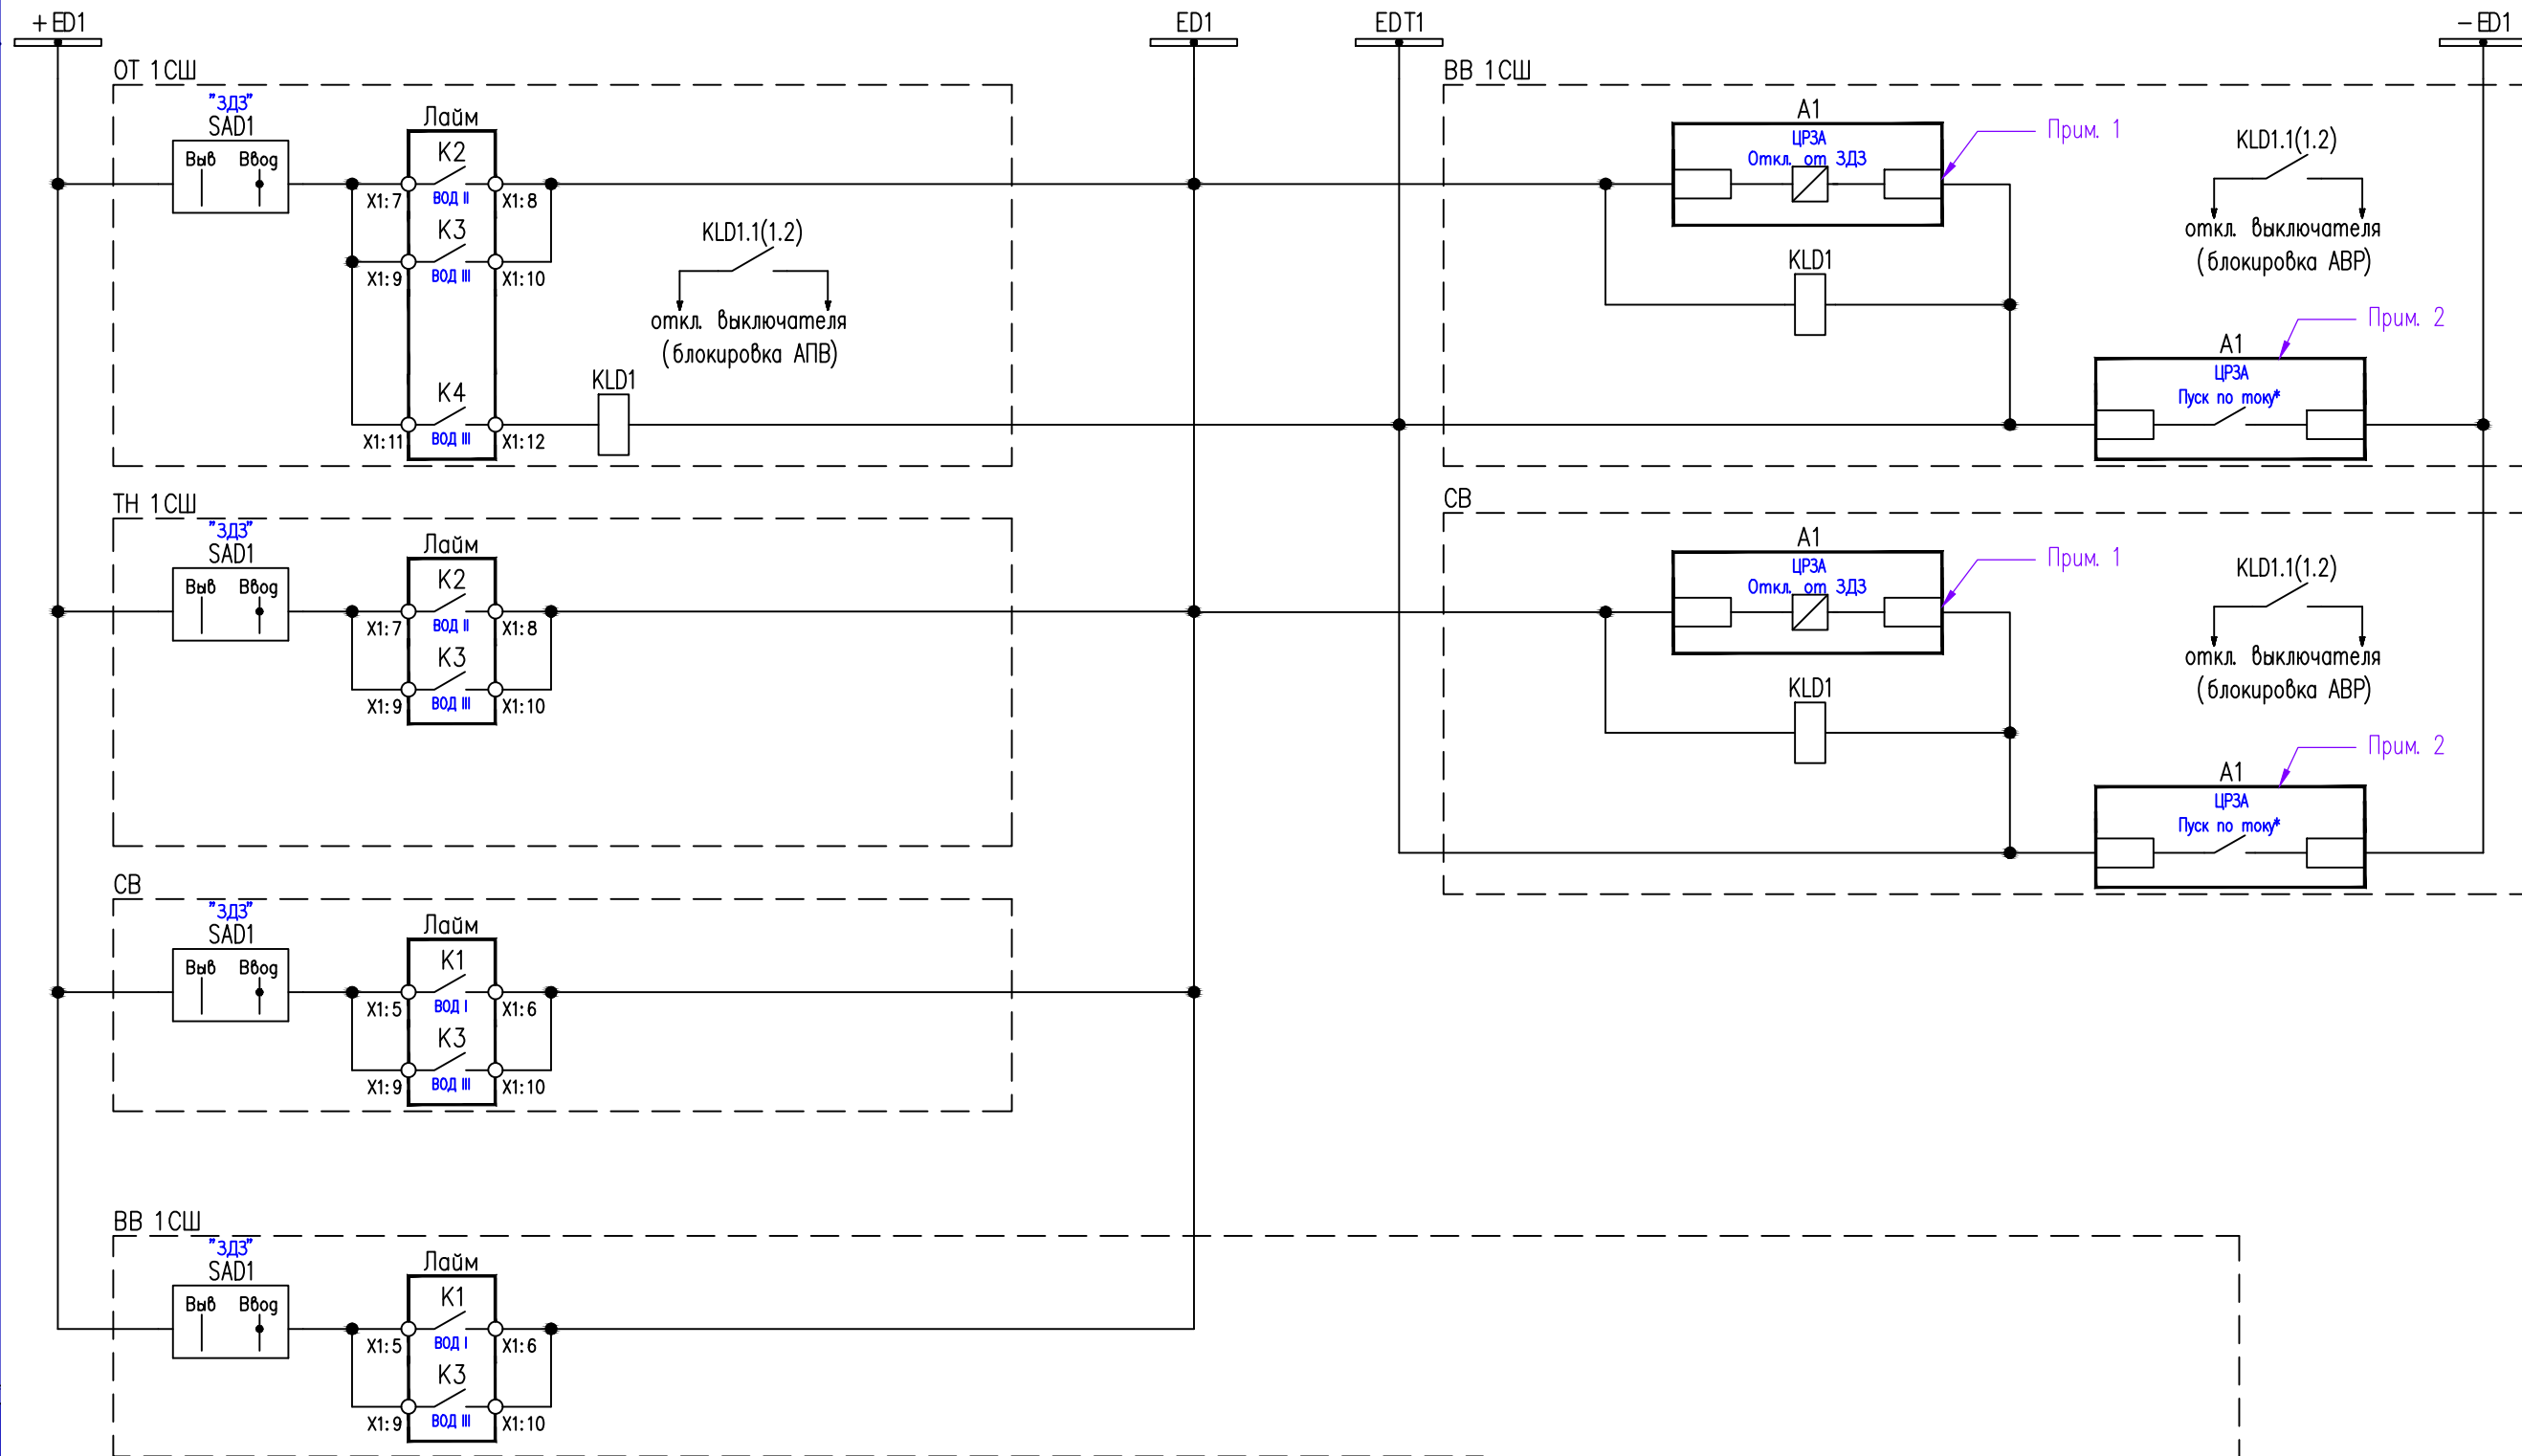 +ED1
ED1
EDT1
-ED1
ОТ 1СШ
"ЗДЗ"
SAD1
Выв Ввод
Лайм
К2
ВОД II
X1:7
X1:8
К3
ВОД III
X1:9
X1:10
К4
ВОД III
X1:11
X1:12
KLD1.1(1.2)
откл. выключателя
(блокировка АПВ)
KLD1
ВВ 1СШ
А1
ЦРЗА
Откл. от ЗДЗ
Прим. 1
KLD1.1(1.2)
откл. выключателя
(блокировка АВР)
KLD1
Прим. 2
А1
ЦРЗА
Пуск по току*
ТН 1СШ
"ЗДЗ"
SAD1
Выв Ввод
Лайм
К2
ВОД II
X1:7
X1:8
К3
ВОД III
X1:9
X1:10
СВ
А1
ЦРЗА
Откл. от ЗДЗ
Прим. 1
KLD1.1(1.2)
откл. выключателя
(блокировка АВР)
KLD1
Прим. 2
А1
ЦРЗА
Пуск по току*
СВ
"ЗДЗ"
SAD1
Выв Ввод
Лайм
К1
ВОД I
X1:5
X1:6
К3
ВОД III
X1:9
X1:10
ВВ 1СШ
"ЗДЗ"
SAD1
Выв Ввод
Лайм
К1
ВОД I
X1:5
X1:6
К3
ВОД III
X1:9
X1:10